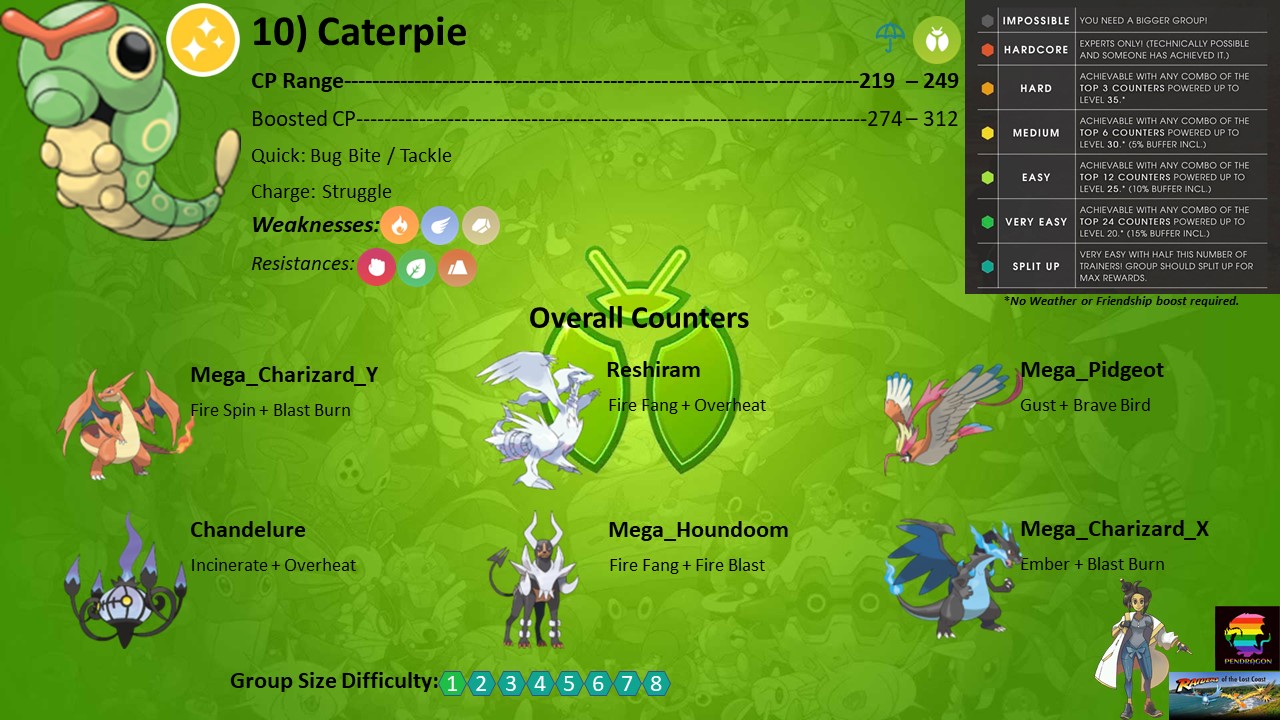 10) Caterpie
CP Range---------------------------------------------------------------------------219 – 249
Boosted CP-------------------------------------------------------------------------274 – 312
Quick: Bug Bite / Tackle
Charge: Struggle
Weaknesses:
Resistances:
IMPOSSIBLE YOU NEED A BIGGER GROUP!
HARDCORE EXPERTS ONLY! (TECHNICALLY POSSIBLE
AND SOMEONE HAS ACHIEVED IT.)
HARD ACHIEVABLE WITH ANY COMBO OF THE
TOP 3 COUNTERS POWERED UP TO
LEVEL 35.*
MEDIUM ACHIEVABLE WITH ANY COMBO OF THE
TOP 6 COUNTERS POWERED UP TO
LEVEL 30.* (5% BUFFER INCL.)
EASY ACHIEVABLE WITH ANY COMBO OF THE
TOP 12 COUNTERS POWERED UP TO
LEVEL 25.* (10% BUFFER INCL.)
VERY EASY ACHIEVABLE WITH ANY COMBO OF THE
TOP 24 COUNTERS POWERED UP TO
LEVEL 20.* (15% BUFFER INCL.)
SPLIT UP VERY EASY WITH HALF THIS NUMBER OF
TRAINERS! GROUP SHOULD SPLIT UP FOR
MAX REWARDS.
*No Weather or Friendship boost required.
Overall Counters
Mega_Charizard_Y
Fire Spin + Blast Burn
Reshiram
Fire Fang + Overheat
Mega_Pidgeot
Gust + Brave Bird
Chandelure
Incinerate + Overheat
Mega_Houndoom
Fire Fang + Fire Blast
Mega_Charizard_X
Ember + Blast Burn
Group Size Difficulty: 1 2 3 4 5 6 7 8
PENDRAGON
RAIDERS of the Lost Coast